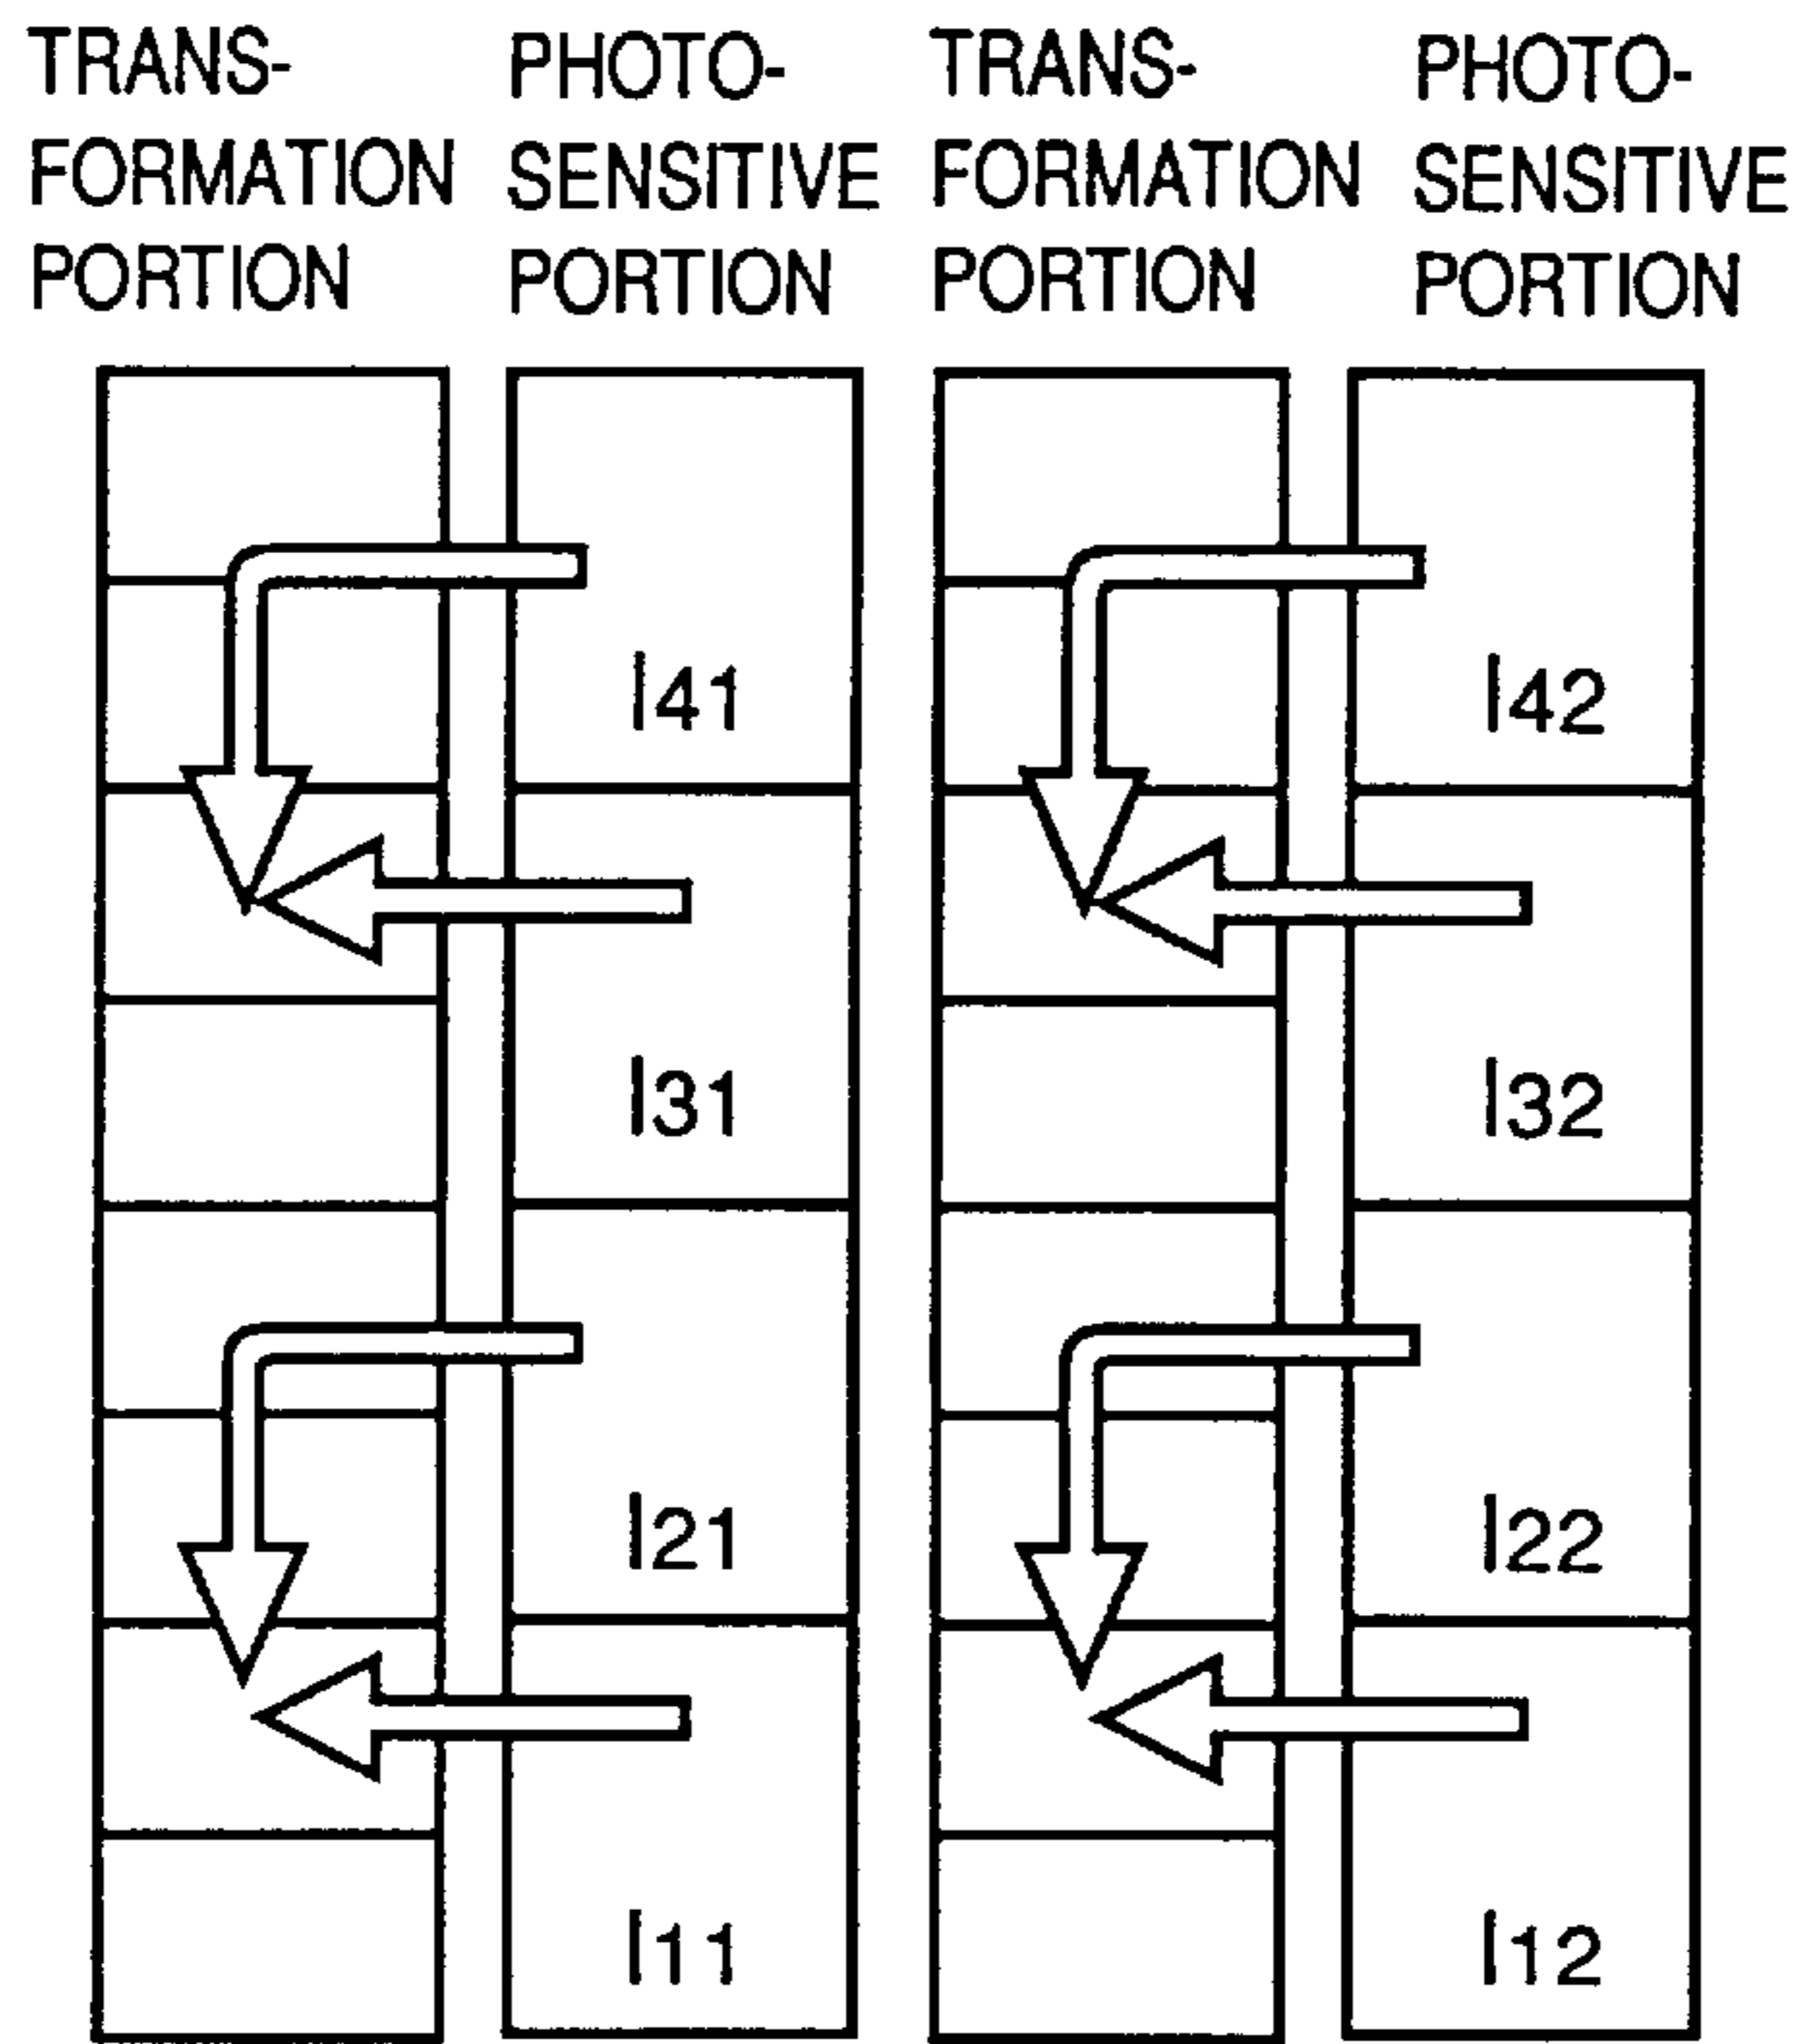 TRANS-
FORMATION
PORTION
PHOTO-
SENSITIVE
PORTION
TRANS-
FORMATION
PORTION
PHOTO-
SENSITIVE
PORTION
I41
I42
I31
I32
I21
I22
I11
I12